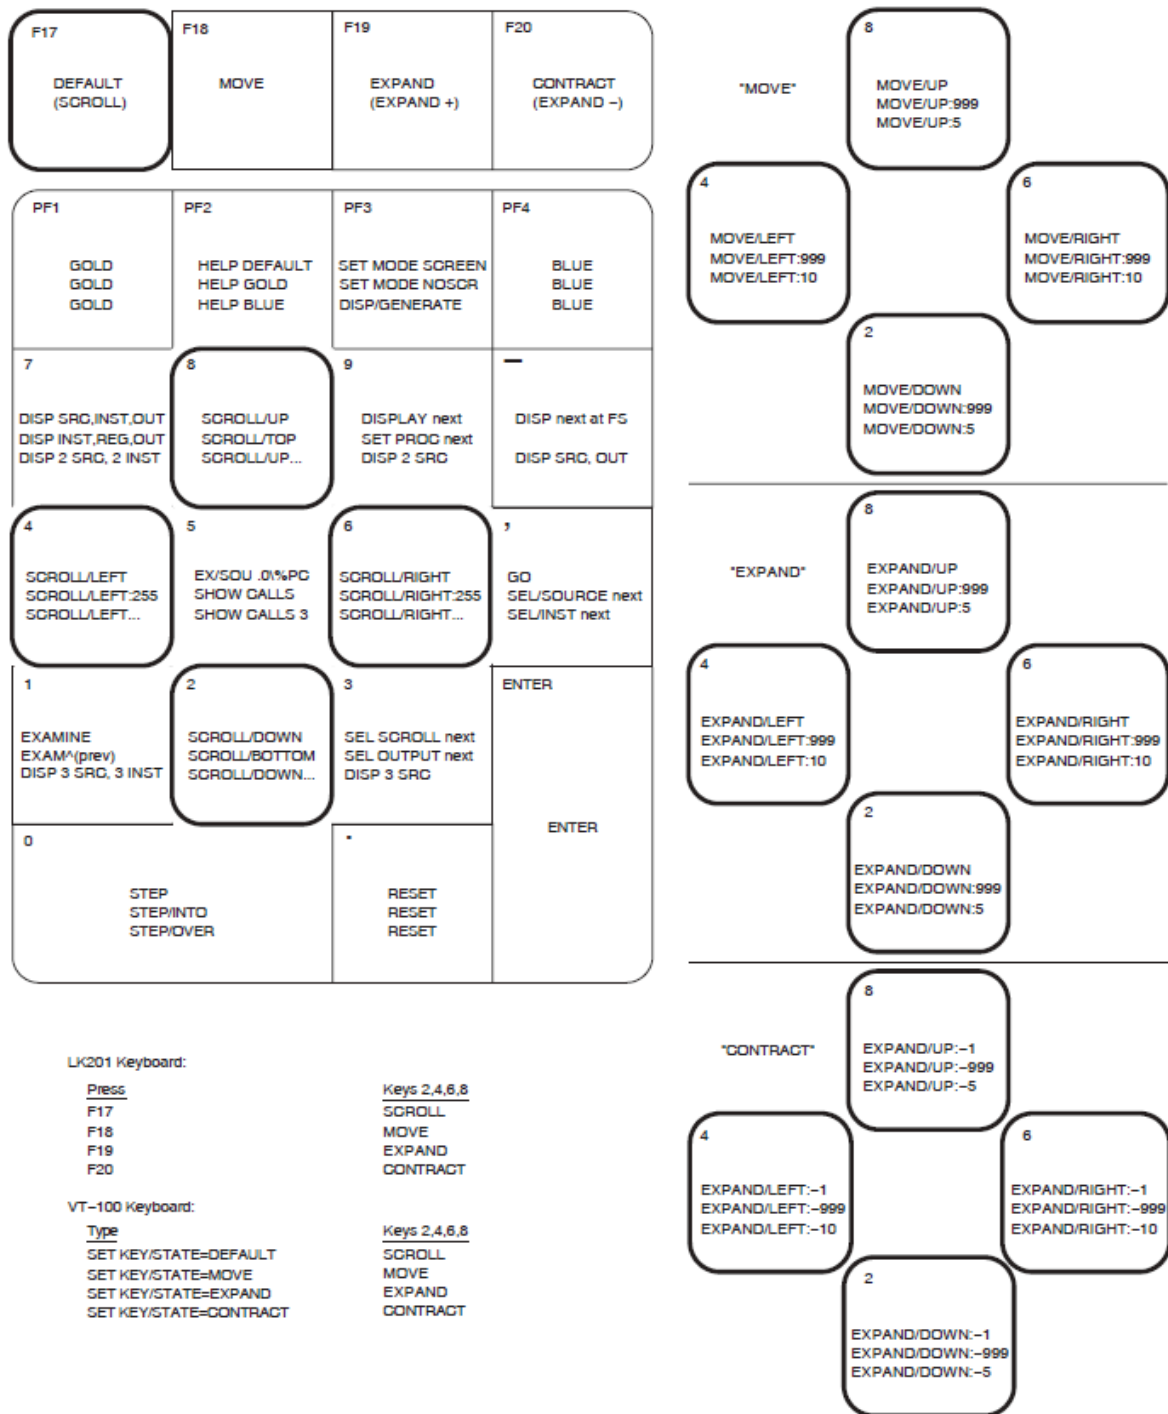 F17
DEFAULT
(SCROLL)
F18
MOVE
F19
EXPAND
(EXPAND +)
F20
CONTRACT
(EXPAND –)
PF1
GOLD
GOLD
GOLD
PF2
HELP DEFAULT
HELP GOLD
HELP BLUE
PF3
SET MODE SCREEN
SET MODE NOSCR
DISP/GENERATE
PF4
BLUE
BLUE
BLUE
7
DISP SRC,INST,OUT
DISP INST,REG,OUT
DISP 2 SRC, 2 INST
8
SCROLL/UP
SCROLL/TOP
SCROLL/UP...
9
DISPLAY next
SET PROC next
DISP 2 SRC
–
DISP next at FS
DISP SRC, OUT
4
SCROLL/LEFT
SCROLL/LEFT:255
SCROLL/LEFT...
5
EX/SOU .0\%PC
SHOW CALLS
SHOW CALLS 3
6
SCROLL/RIGHT
SCROLL/RIGHT:255
SCROLL/RIGHT...
,
GO
SEL/SOURCE next
SEL/INST next
1
EXAMINE
EXAM^(prev)
DISP 3 SRC, 3 INST
2
SCROLL/DOWN
SCROLL/BOTTOM
SCROLL/DOWN...
3
SEL SCROLL next
SEL OUTPUT next
DISP 3 SRC
ENTER
ENTER
0
STEP
STEP/INTO
STEP/OVER
.
RESET
RESET
RESET
LK201 Keyboard:
Press Keys 2,4,6,8
F17 SCROLL
F18 MOVE
F19 EXPAND
F20 CONTRACT
VT–100 Keyboard:
Type Keys 2,4,6,8
SET KEY/STATE=DEFAULT SCROLL
SET KEY/STATE=MOVE MOVE
SET KEY/STATE=EXPAND EXPAND
SET KEY/STATE=CONTRACT CONTRACT
"MOVE"
8
MOVE/UP
MOVE/UP:999
MOVE/UP:5
4
MOVE/LEFT
MOVE/LEFT:999
MOVE/LEFT:10
6
MOVE/RIGHT
MOVE/RIGHT:999
MOVE/RIGHT:10
2
MOVE/DOWN
MOVE/DOWN:999
MOVE/DOWN:5
"EXPAND"
8
EXPAND/UP
EXPAND/UP:999
EXPAND/UP:5
4
EXPAND/LEFT
EXPAND/LEFT:999
EXPAND/LEFT:10
6
EXPAND/RIGHT
EXPAND/RIGHT:999
EXPAND/RIGHT:10
2
EXPAND/DOWN
EXPAND/DOWN:999
EXPAND/DOWN:5
"CONTRACT"
8
EXPAND/UP:–1
EXPAND/UP:–999
EXPAND/UP:–5
4
EXPAND/LEFT:–1
EXPAND/LEFT:–999
EXPAND/LEFT:–10
6
EXPAND/RIGHT:–1
EXPAND/RIGHT:–999
EXPAND/RIGHT:–10
2
EXPAND/DOWN:–1
EXPAND/DOWN:–999
EXPAND/DOWN:–5